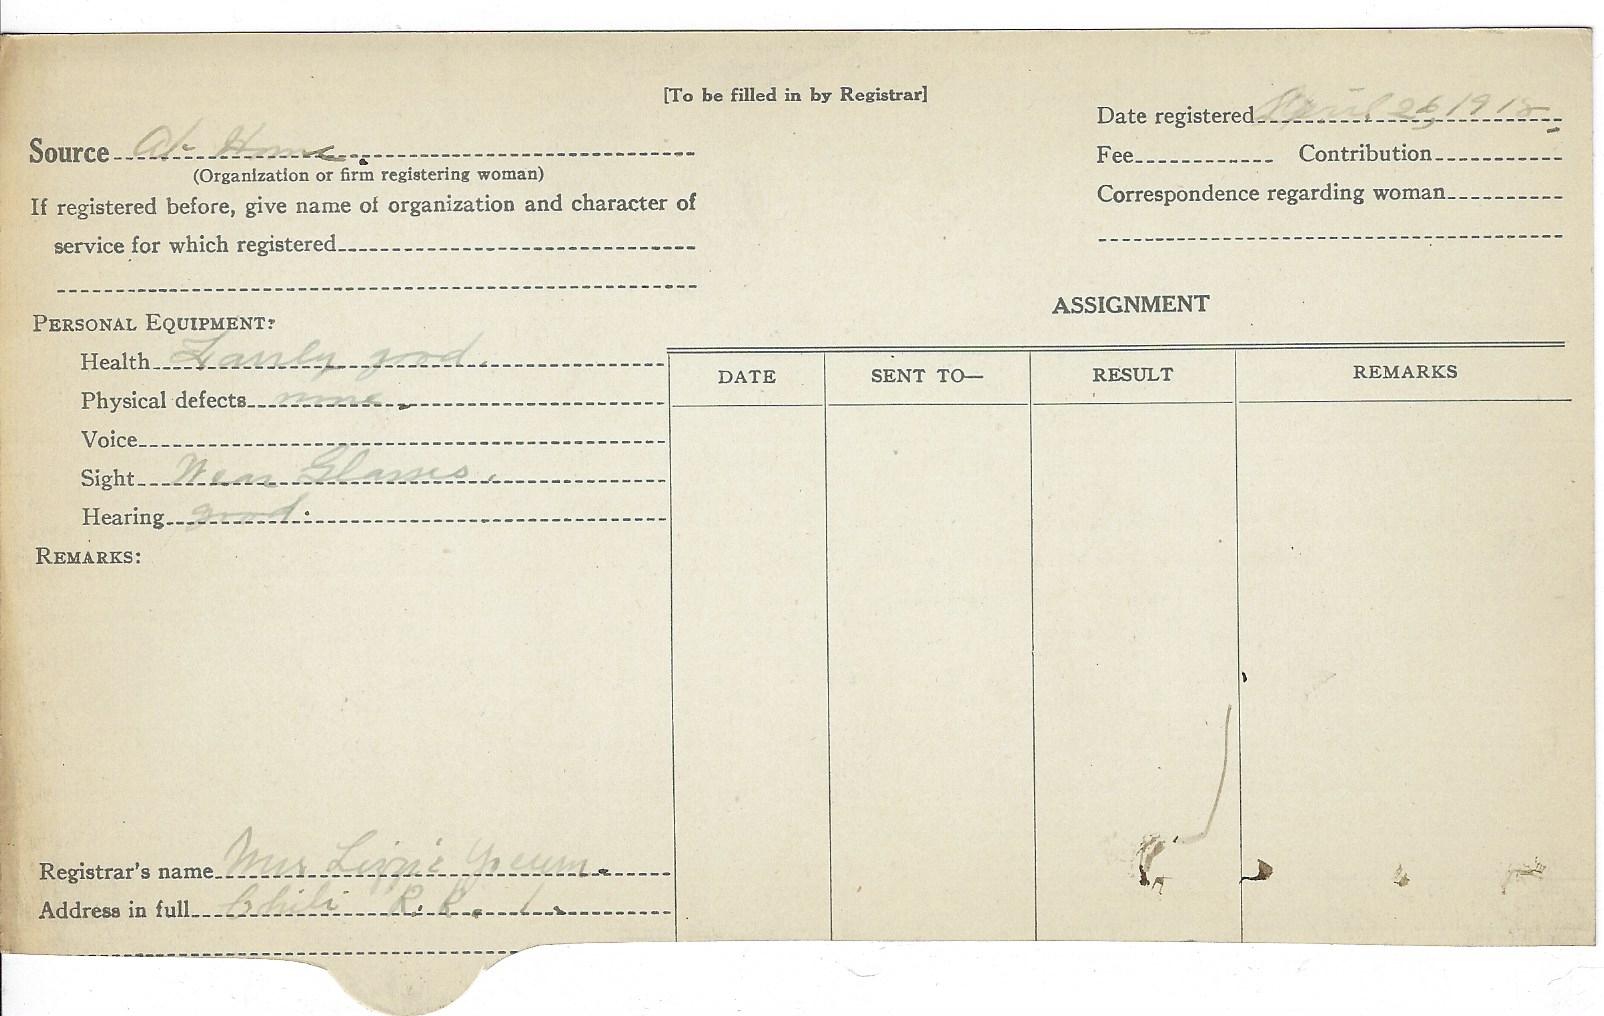 [To be filled in by Registrar]
Date registered April 26, 1918
Source At Home.
Fee Contribution
(Organization or firm registering woman)
Correspondence regarding woman
If registered before, give name of organization and character of
service for which registered
ASSIGNMENT
PERSONAL EQUIPMENT:
Health Fairly good.
DATE SENT TO— RESULT REMARKS
Physical defects none.
Voice
Sight Wear Glasses.
Hearing good.
REMARKS:
Registrar's name Mrs Lizzie
Address in full Chili R. R. 1.